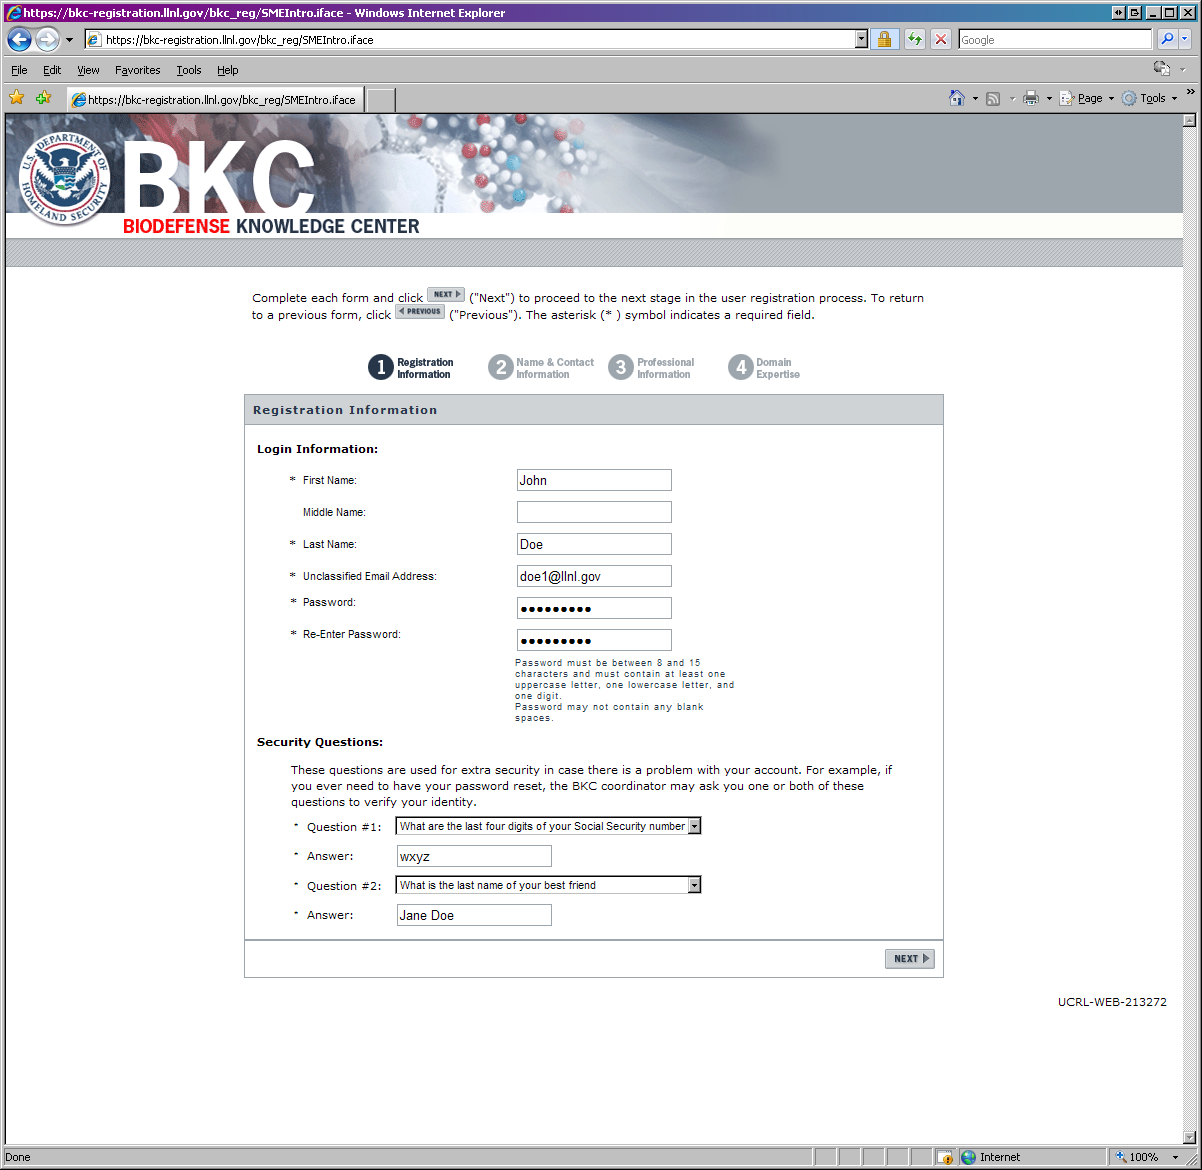 https://bkc-registration.llnl.gov/bkc_reg/SMEIntro.iface - Windows Internet Explorer
https://bkc-registration.llnl.gov/bkc_reg/SMEIntro.iface
Google
File Edit View Favorites Tools Help
https://bkc-registration.llnl.gov/bkc_reg/SMEIntro.iface
Page Tools »
U.S. DEPARTMENT OF HOMELAND SECURITY
BKC
BIODEFENSE KNOWLEDGE CENTER
Complete each form and click NEXT ("Next") to proceed to the next stage in the user registration process. To return
to a previous form, click PREVIOUS ("Previous"). The asterisk (* ) symbol indicates a required field.
1 Registration Information
2 Name & Contact Information
3 Professional Information
4 Domain Expertise
Registration Information
Login Information:
* First Name: John
Middle Name:
* Last Name: Doe
* Unclassified Email Address: doe1@llnl.gov
* Password: •••••••••
* Re-Enter Password: •••••••••
Password must be between 8 and 15
characters and must contain at least one
uppercase letter, one lowercase letter, and
one digit.
Password may not contain any blank
spaces.
Security Questions:
These questions are used for extra security in case there is a problem with your account. For example, if
you ever need to have your password reset, the BKC coordinator may ask you one or both of these
questions to verify your identity.
* Question #1: What are the last four digits of your Social Security number
* Answer: wxyz
* Question #2: What is the last name of your best friend
* Answer: Jane Doe
NEXT
UCRL-WEB-213272
Done Internet 100%